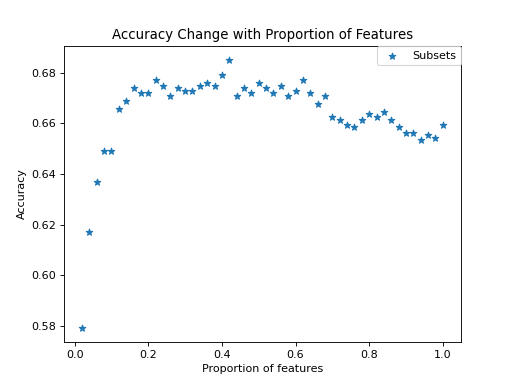 Accuracy Change with Proportion of Features
Subsets
Accuracy
0.68
0.66
0.64
0.62
0.60
0.58
0.0 0.2 0.4 0.6 0.8 1.0
Proportion of features